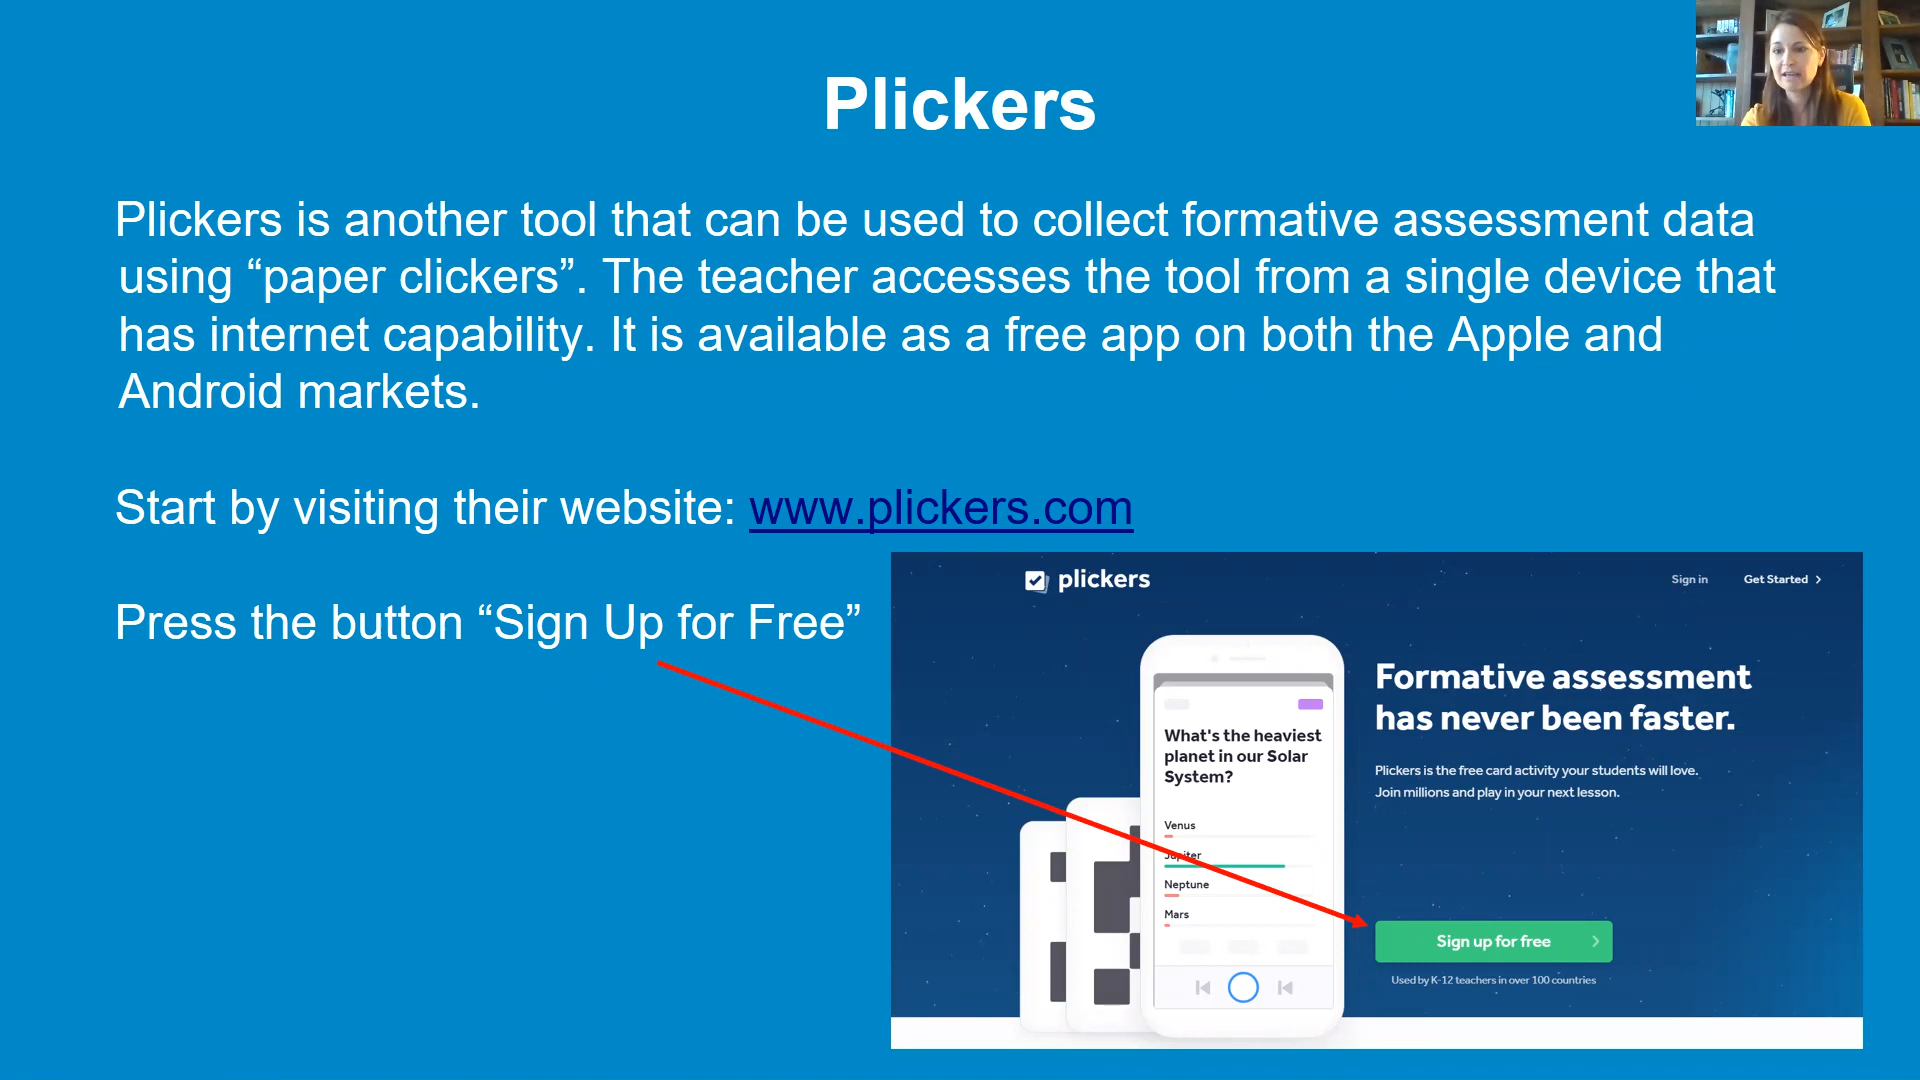 Plickers
Plickers is another tool that can be used to collect formative assessment data
using “paper clickers”. The teacher accesses the tool from a single device that
has internet capability. It is available as a free app on both the Apple and
Android markets.
Start by visiting their website: www.plickers.com
Press the button “Sign Up for Free”
plickers
Sign in
Get Started
Formative assessment
has never been faster.
Plickers is the free card activity your students will love.
Join millions and play in your next lesson.
What's the heaviest
planet in our Solar
System?
Venus
Jupiter
Neptune
Mars
Sign up for free
Used by K-12 teachers in over 100 countries